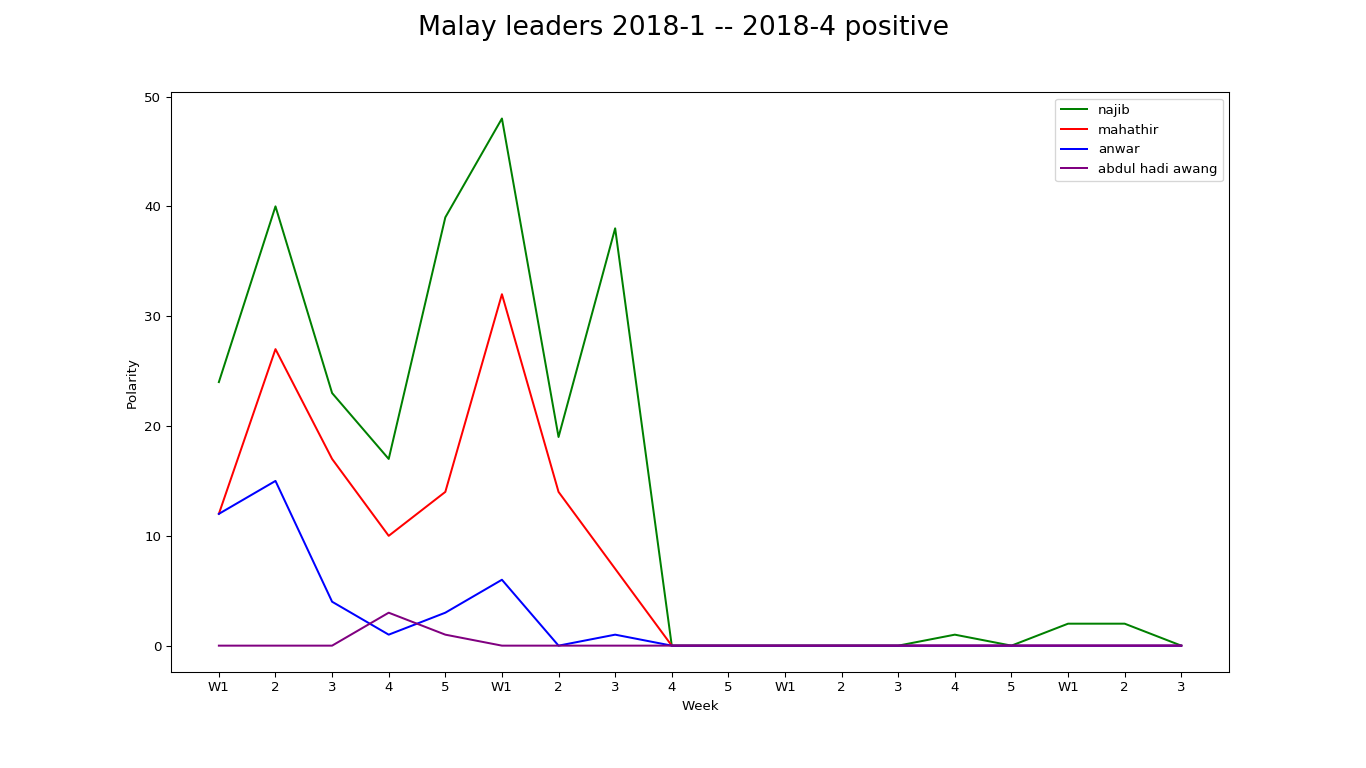 Malay leaders 2018-1 -- 2018-4 positive
najib
mahathir
anwar
abdul hadi awang
50
40
30
20
10
0
Polarity
W1 2 3 4 5 W1 2 3 4 5 W1 2 3 4 5 W1 2 3
Week